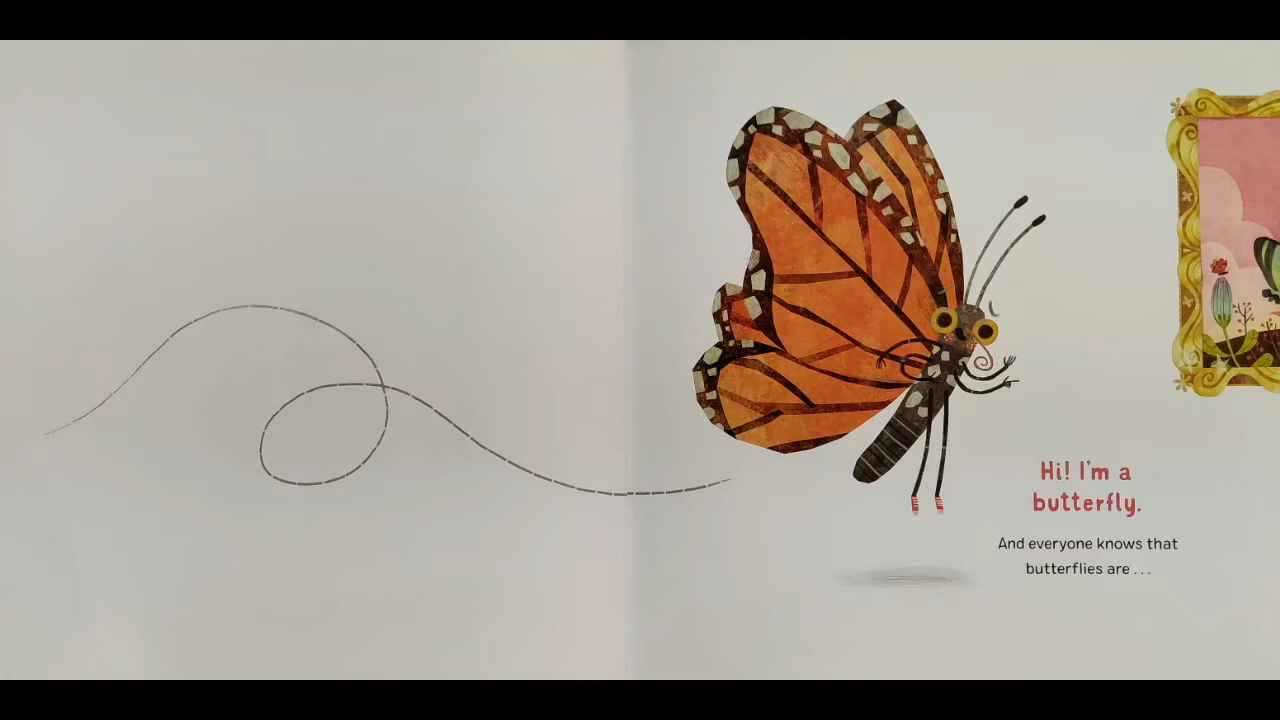 Hi! I'm a
butterfly.
And everyone knows that
butterflies are . . .